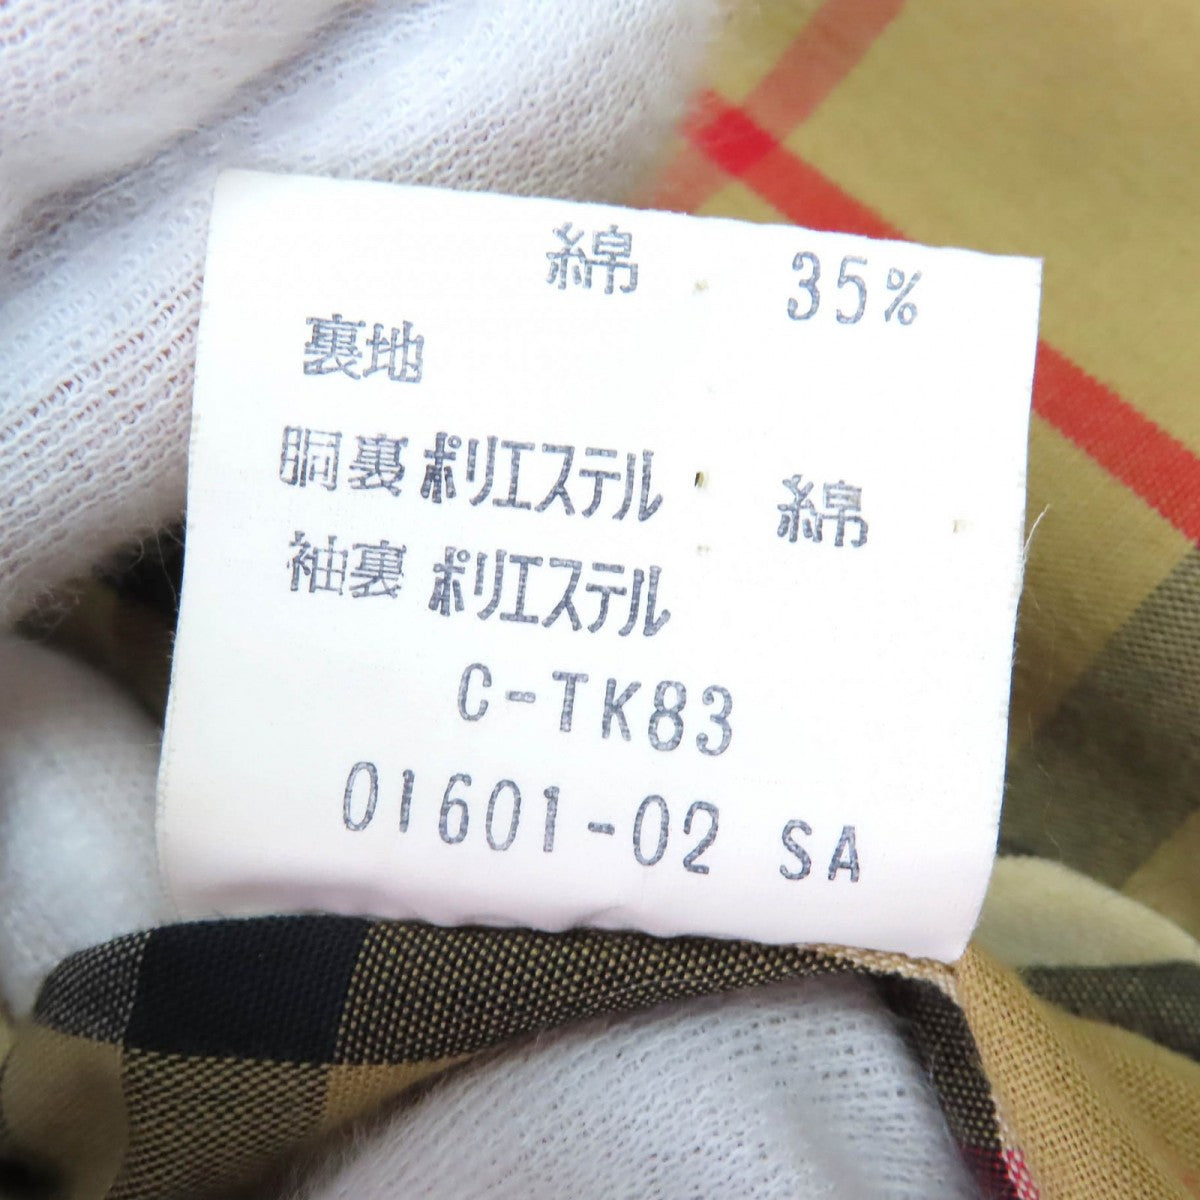 綿 35%
裏地
胴裏 ポリエステル 綿
袖裏 ポリエステル
C-TK83
01601-02 SA